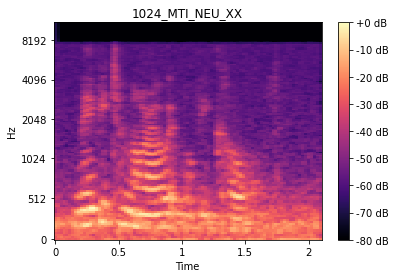 1024_MTI_NEU_XX
+0 dB
8192
-10 dB
4096
-20 dB
-30 dB
2048
-40 dB
Hz
1024
-50 dB
-60 dB
512
-70 dB
0
-80 dB
0
0.5
1
1.5
2
Time